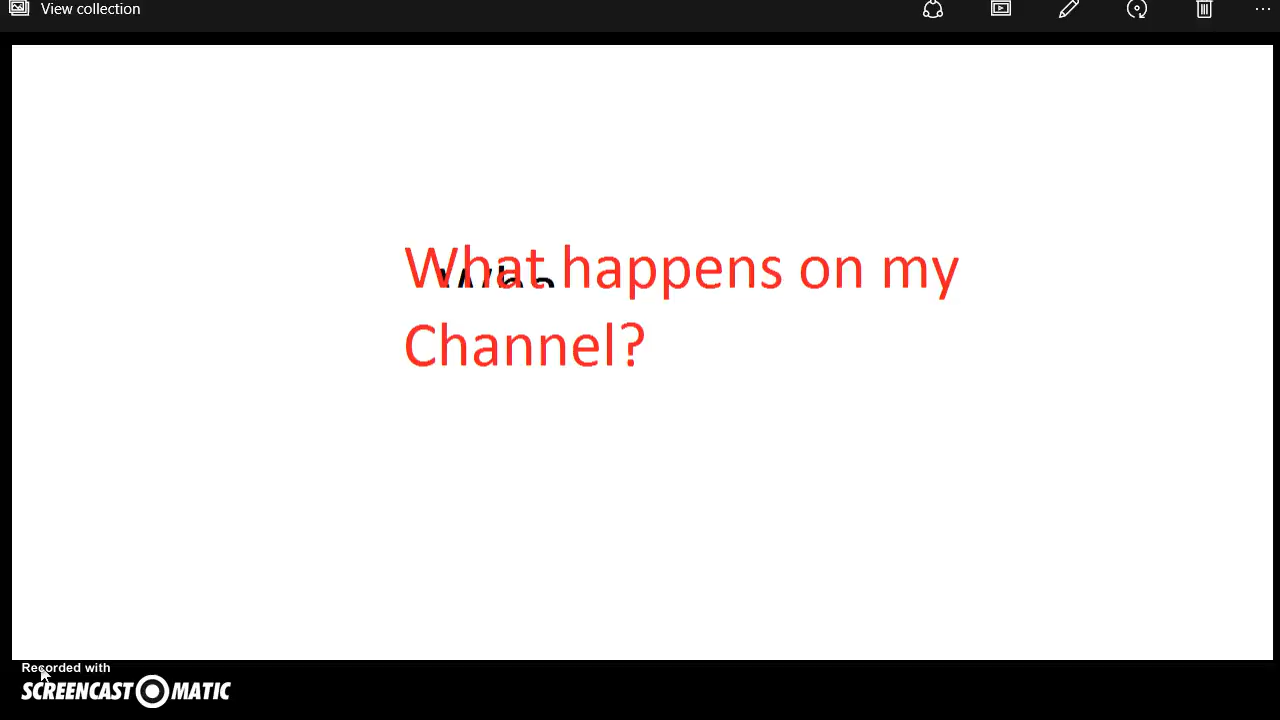 View collection
What happens on my
Channel?
Recorded with
SCREENCAST MATIC